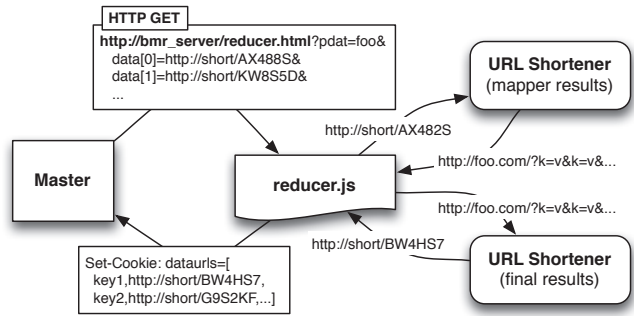 HTTP GET
http://bmr_server/reducer.html?pdat=foo&
data[0]=http://short/AX488S&
data[1]=http://short/KW8S5D&
...
URL Shortener
(mapper results)
http://short/AX482S
http://foo.com/?k=v&k=v&...
Master
reducer.js
http://foo.com/?k=v&k=v&...
http://short/BW4HS7
Set-Cookie: dataurls=[
key1,http://short/BW4HS7,
key2,http://short/G9S2KF,...]
URL Shortener
(final results)